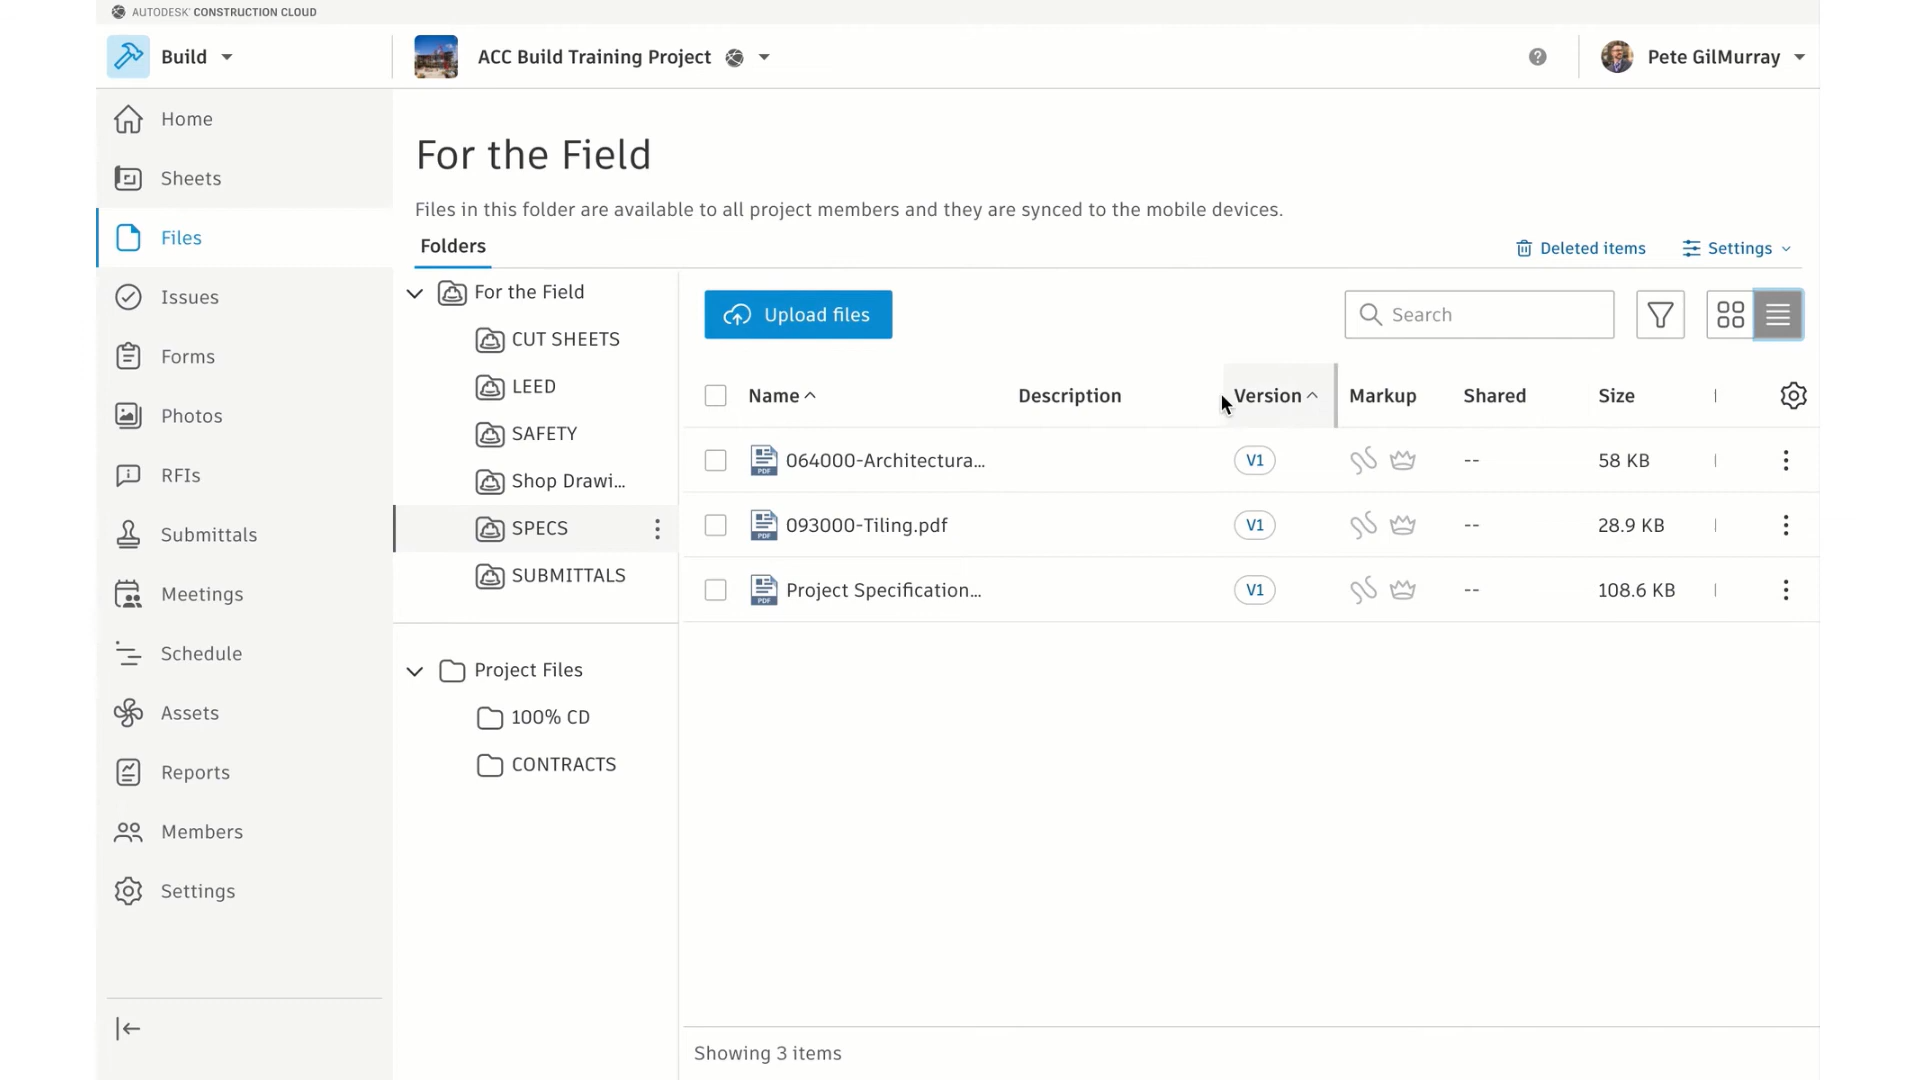 AUTODESK CONSTRUCTION CLOUD
Build
ACC Build Training Project
Pete GilMurray
Home
Sheets
Files
Issues
Forms
Photos
RFIs
Submittals
Meetings
Schedule
Assets
Reports
Members
Settings
For the Field
Files in this folder are available to all project members and they are synced to the mobile devices.
Folders
Deleted items
Settings
For the Field
CUT SHEETS
LEED
SAFETY
Shop Drawi...
SPECS
SUBMITTALS
Project Files
100% CD
CONTRACTS
Upload files
Search
Name Description Version Markup Shared Size
064000-Architectura... V1 -- 58 KB
093000-Tiling.pdf V1 -- 28.9 KB
Project Specification... V1 -- 108.6 KB
Showing 3 items